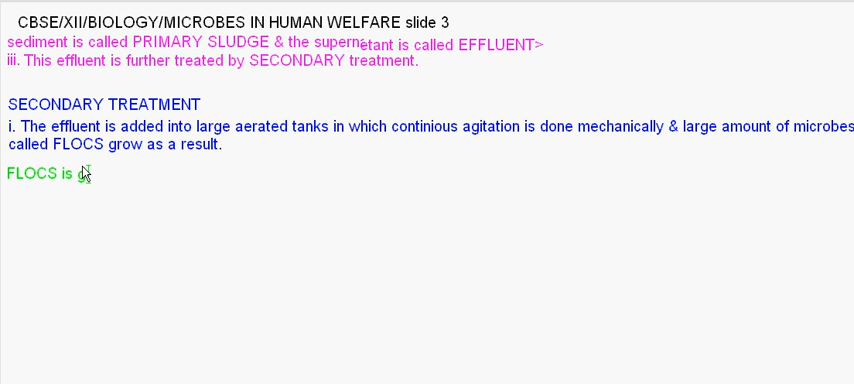 CBSE/XII/BIOLOGY/MICROBES IN HUMAN WELFARE slide 3
sediment is called PRIMARY SLUDGE & the supernatant is called EFFLUENT>
iii. This effluent is further treated by SECONDARY treatment.
SECONDARY TREATMENT
i. The effluent is added into large aerated tanks in which continious agitation is done mechanically & large amount of microbes
called FLOCS grow as a result.
FLOCS is g